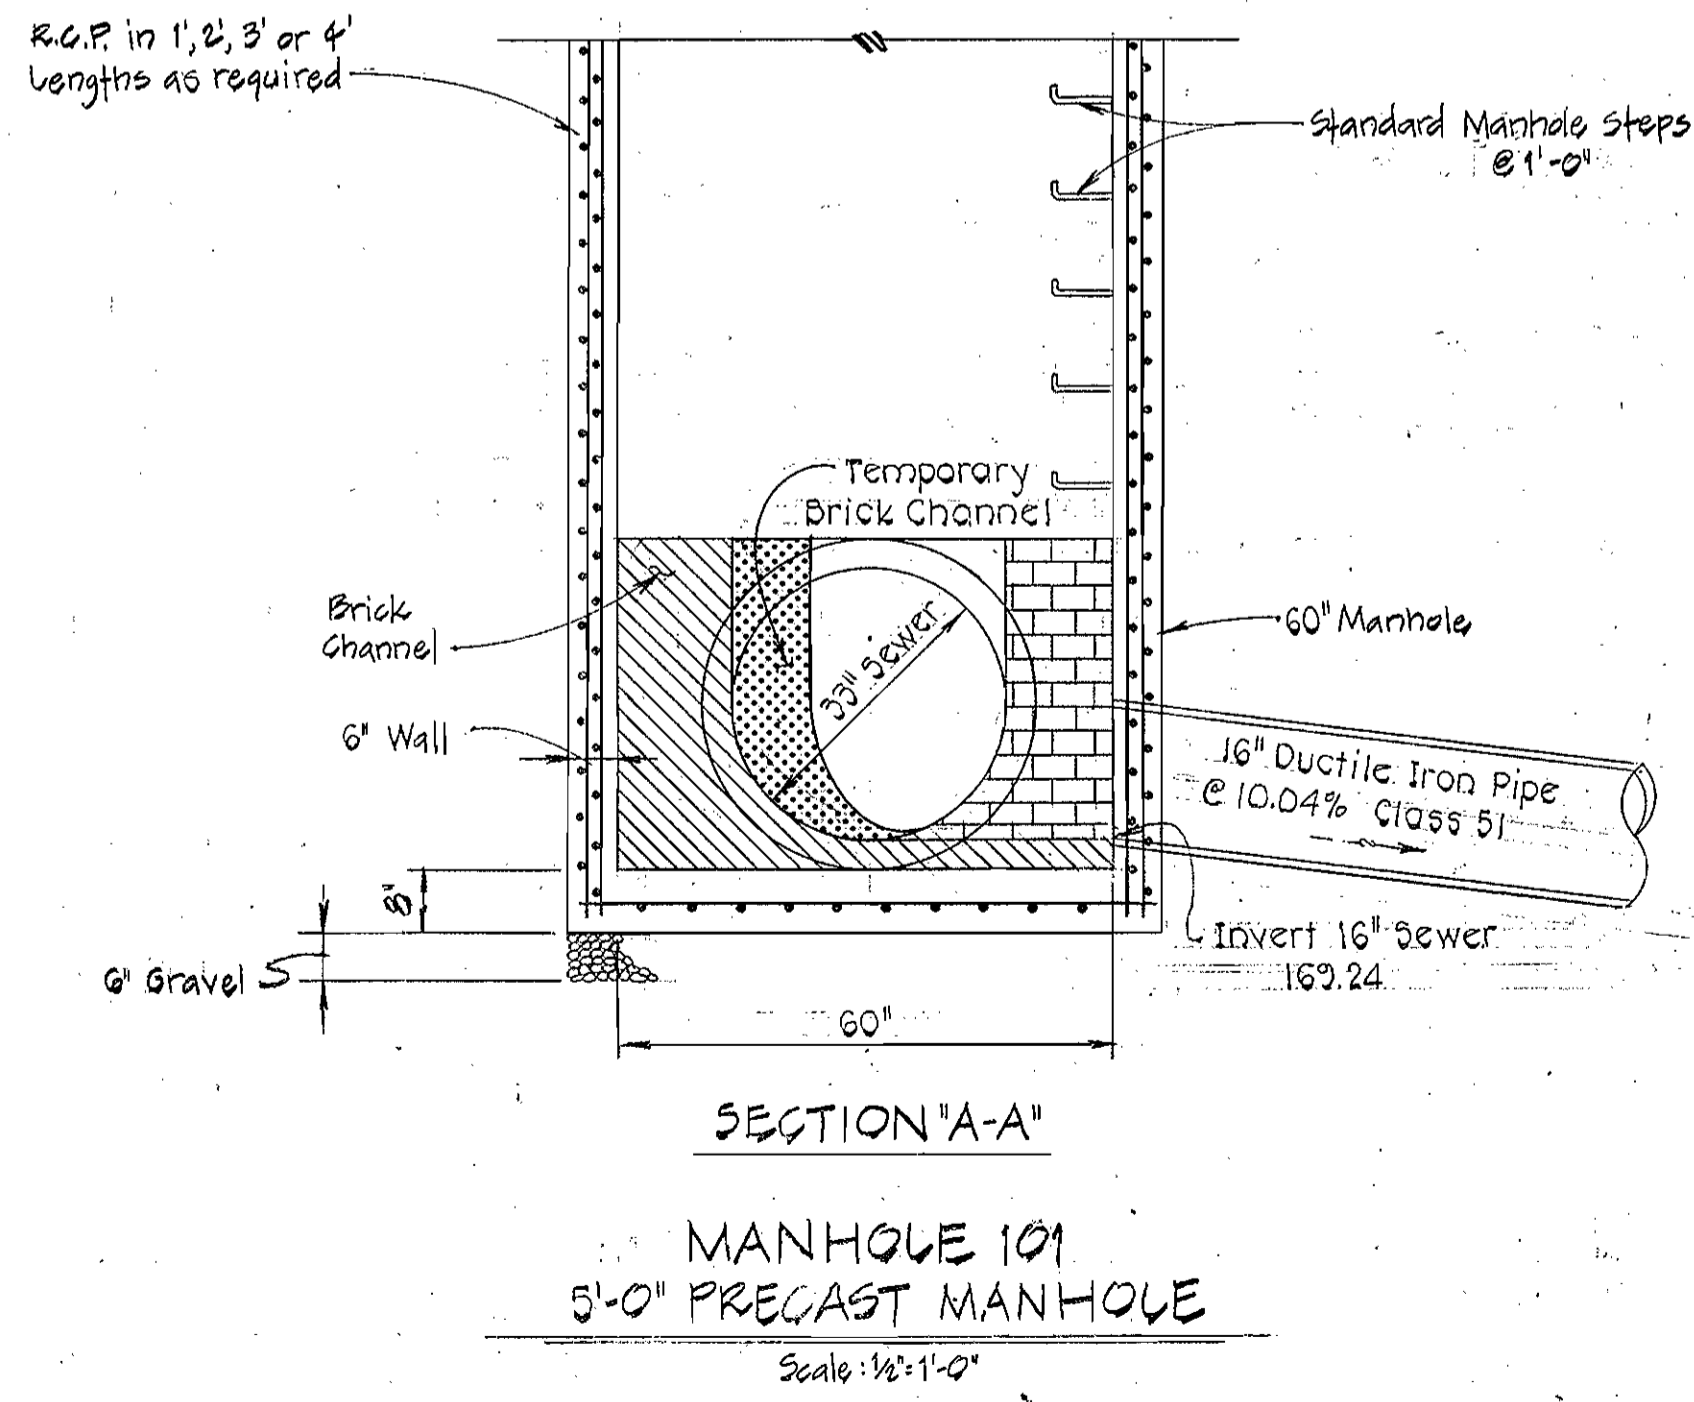 R.C.P. in 1', 2', 3' or 4'
Lengths as required
Standard Manhole Steps
@ 1'-0"
Temporary
Brick Channel
Brick
Channel
33" Sewer
60" Manhole
6" Wall
16" Ductile Iron Pipe
@ 10.04% Class 51
8"
Invert 16" Sewer
169.24
6" Gravel
60"
SECTION "A-A"
MANHOLE 101
5'-0" PRECAST MANHOLE
Scale: 1/2"=1'-0"